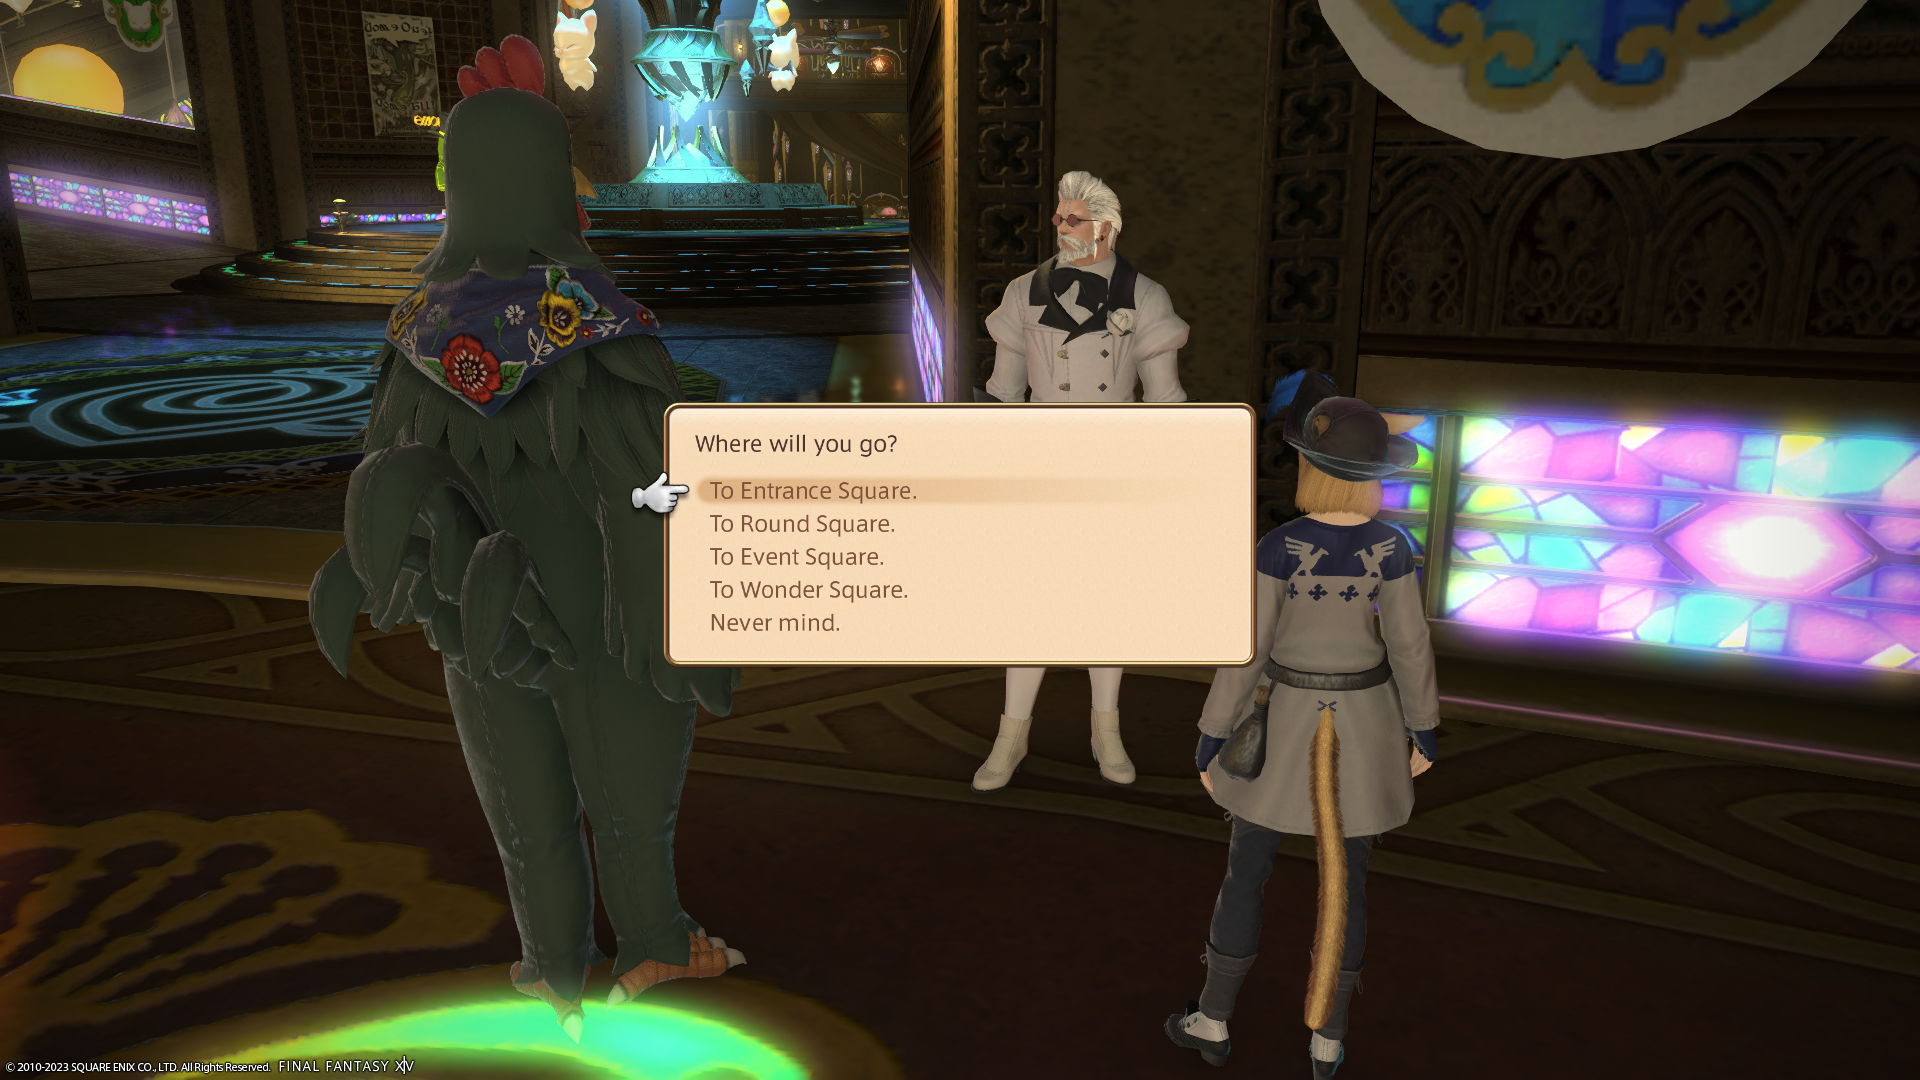 Where will you go?
To Entrance Square.
To Round Square.
To Event Square.
To Wonder Square.
Never mind.
© 2010-2023 SQUARE ENIX CO., LTD. All Rights Reserved. FINAL FANTASY XIV